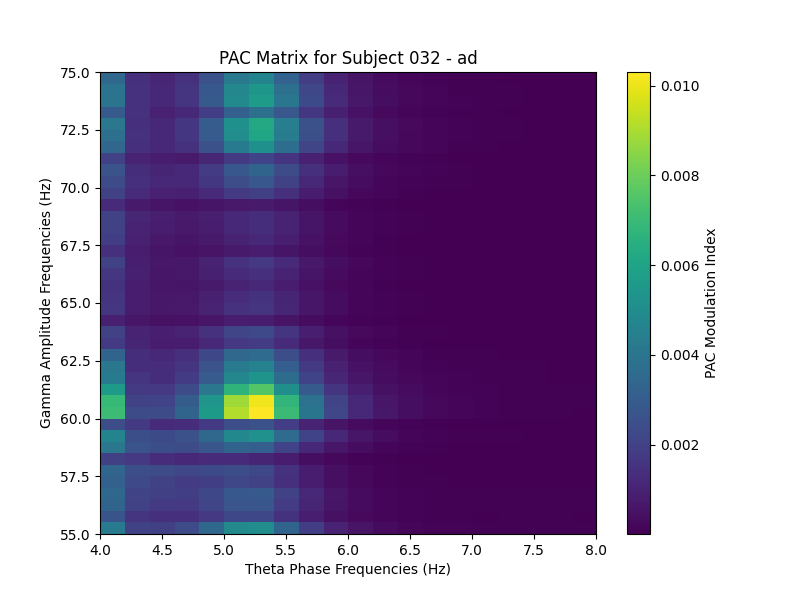 PAC Matrix for Subject 032 - ad
75.0
72.5
70.0
67.5
65.0
62.5
60.0
57.5
55.0
Gamma Amplitude Frequencies (Hz)
4.0 4.5 5.0 5.5 6.0 6.5 7.0 7.5 8.0
Theta Phase Frequencies (Hz)
0.010
0.008
0.006
0.004
0.002
PAC Modulation Index